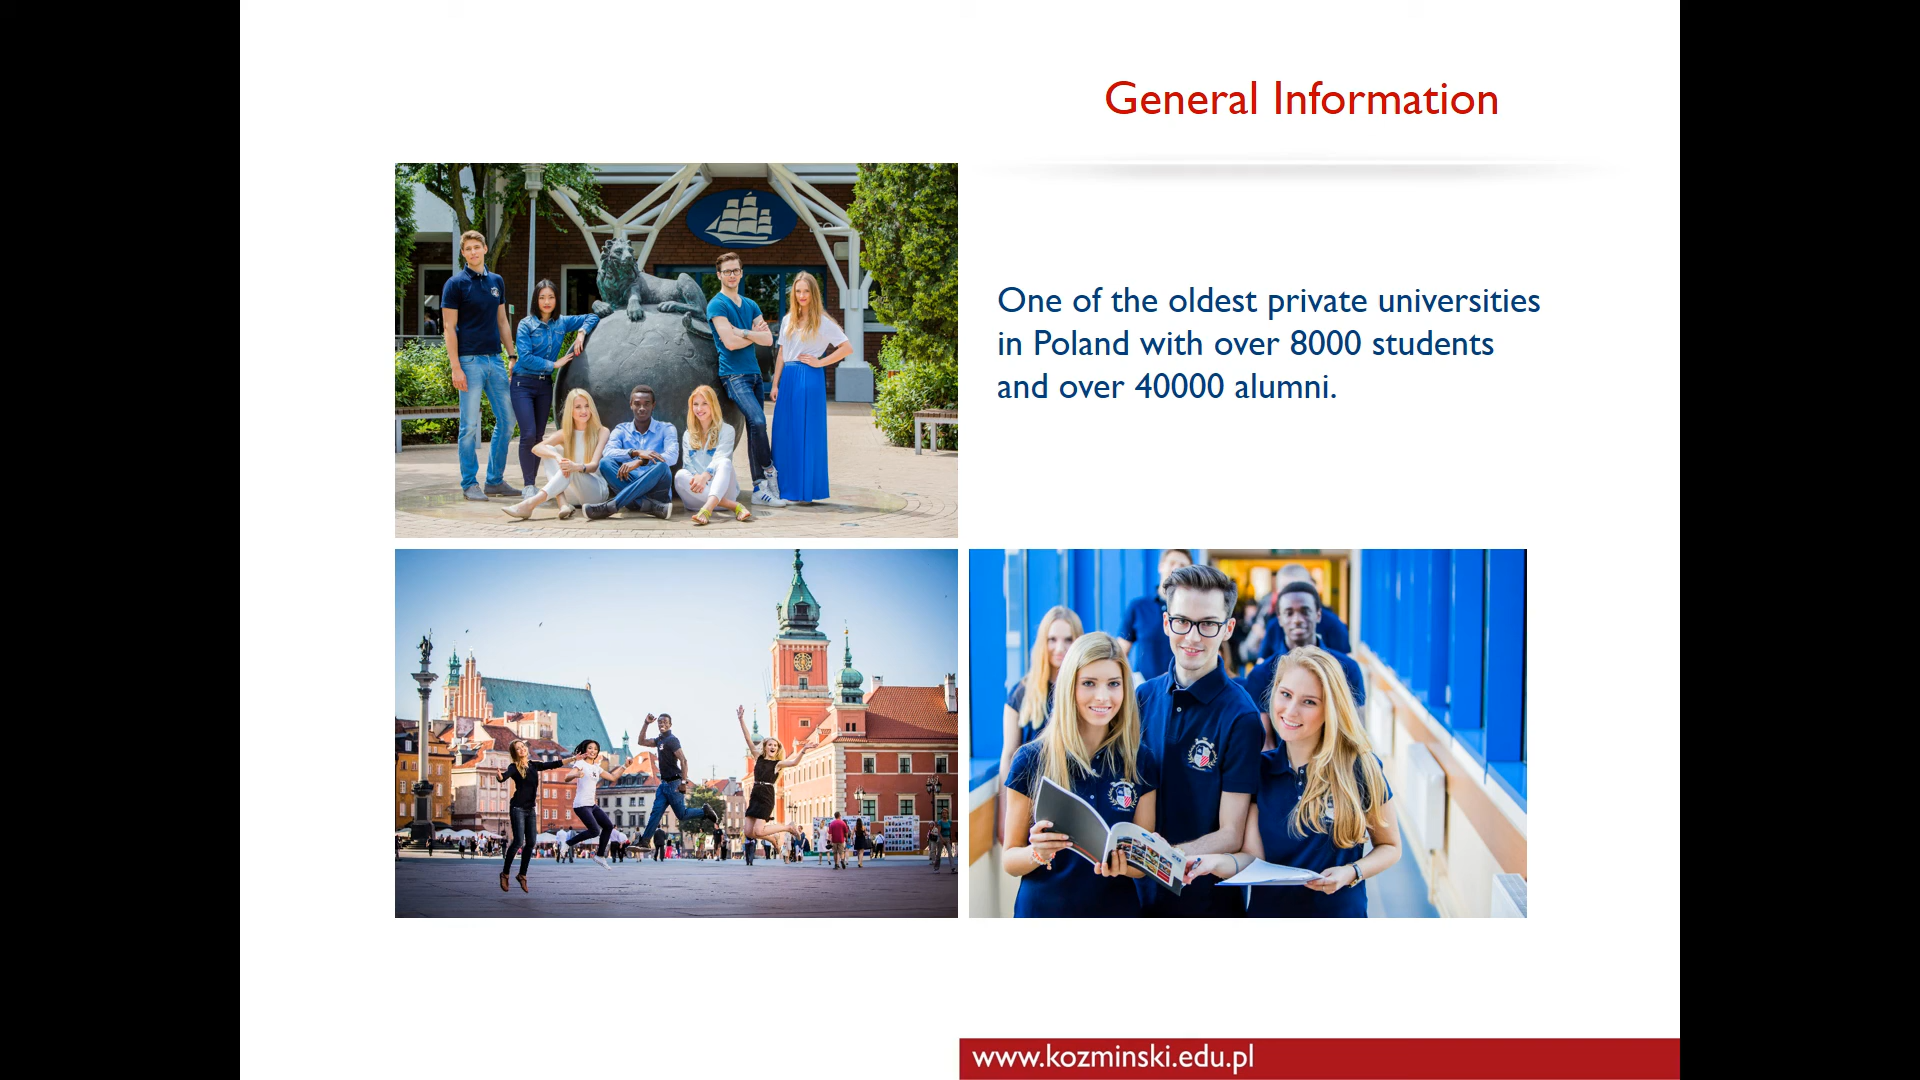 General Information
One of the oldest private universities
in Poland with over 8000 students
and over 40000 alumni.
www.kozminski.edu.pl